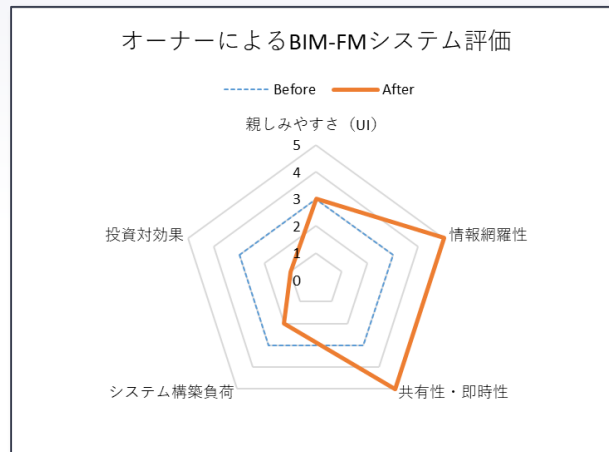 オーナーによるBIM-FMシステム評価
Before After
親しみやすさ（UI）
5
4
3
2
1
0
情報網羅性
投資対効果
システム構築負荷
共有性・即時性